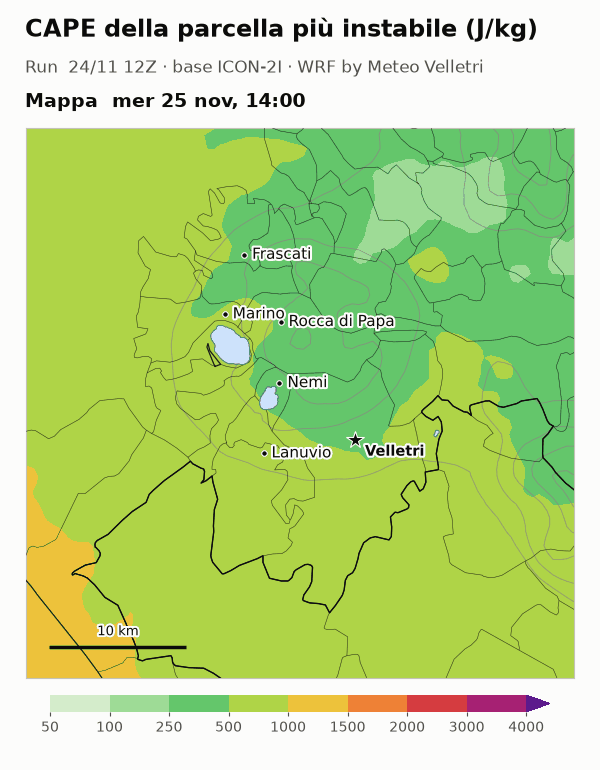 CAPE della parcella più instabile (J/kg)
Run  24/11 12Z · base ICON-2I · WRF by Meteo Velletri
Mappa  mer 25 nov, 14:00
Frascati
Marino
Rocca di Papa
Nemi
Velletri
Lanuvio
10 km
50 100 250 500 1000 1500 2000 3000 4000